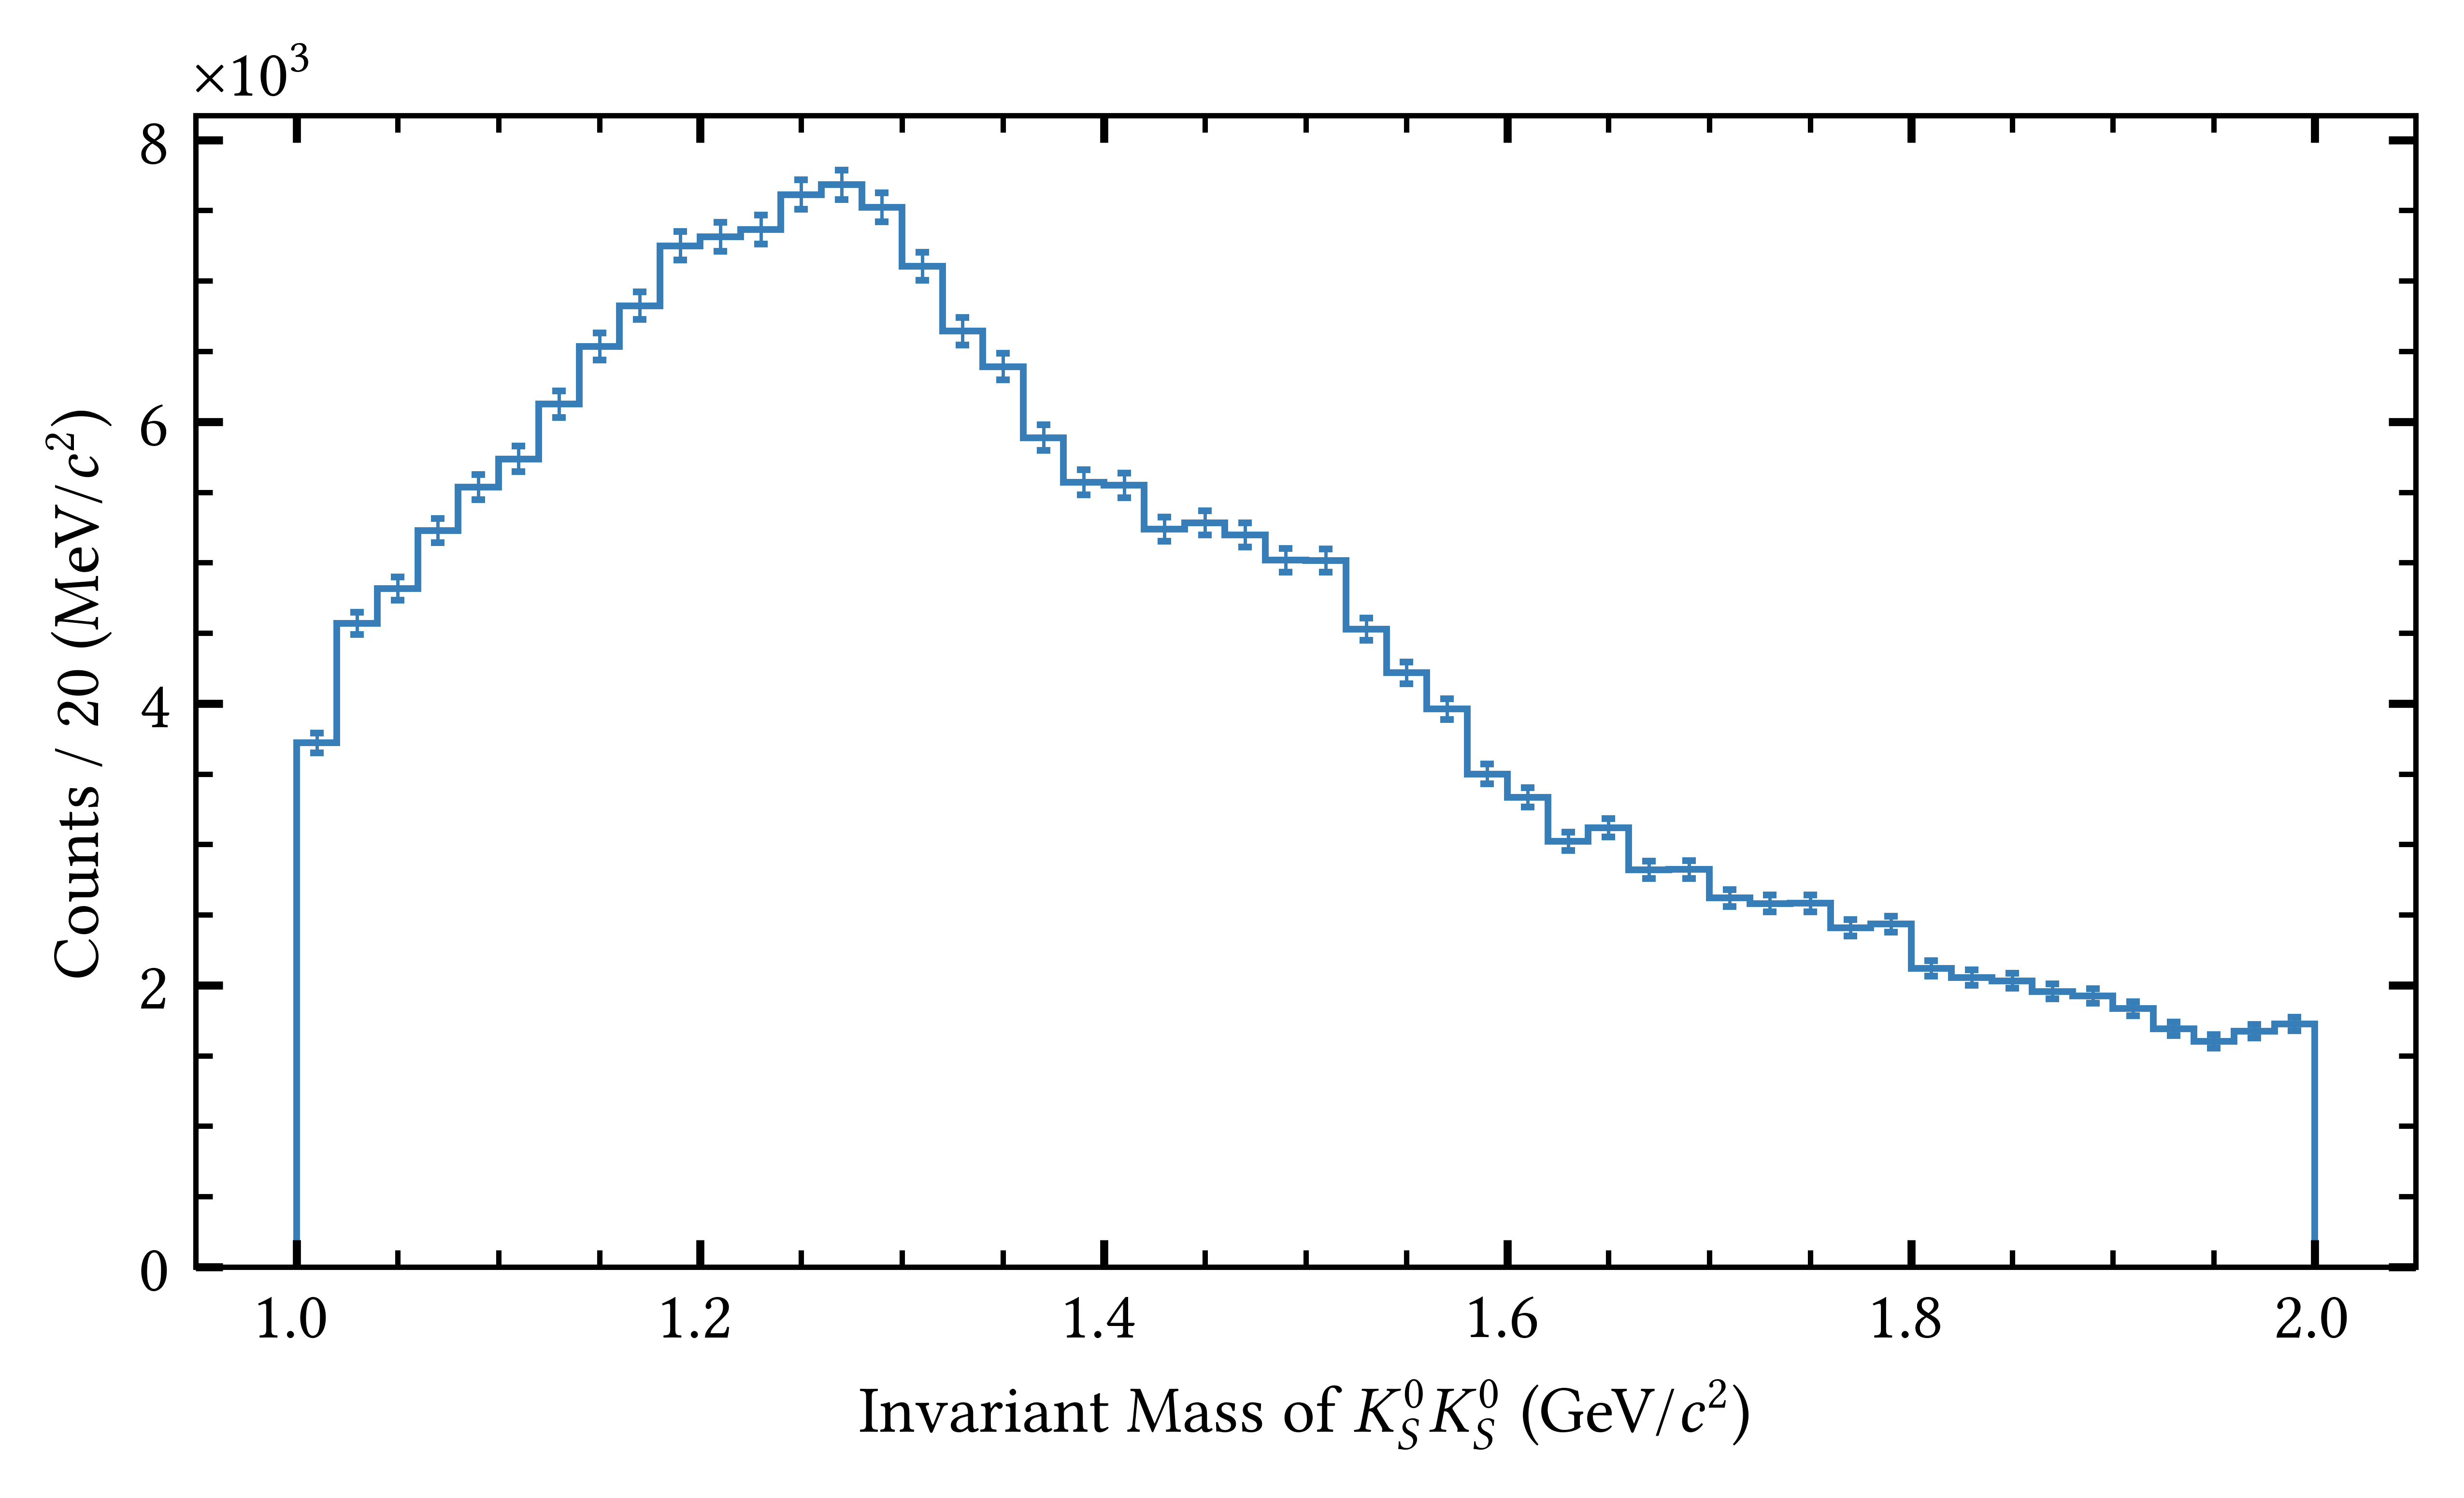 ×10³
8
6
4
2
0
Counts / 20 (MeV/c²)
1.0 1.2 1.4 1.6 1.8 2.0
Invariant Mass of K⁰_S K⁰_S (GeV/c²)